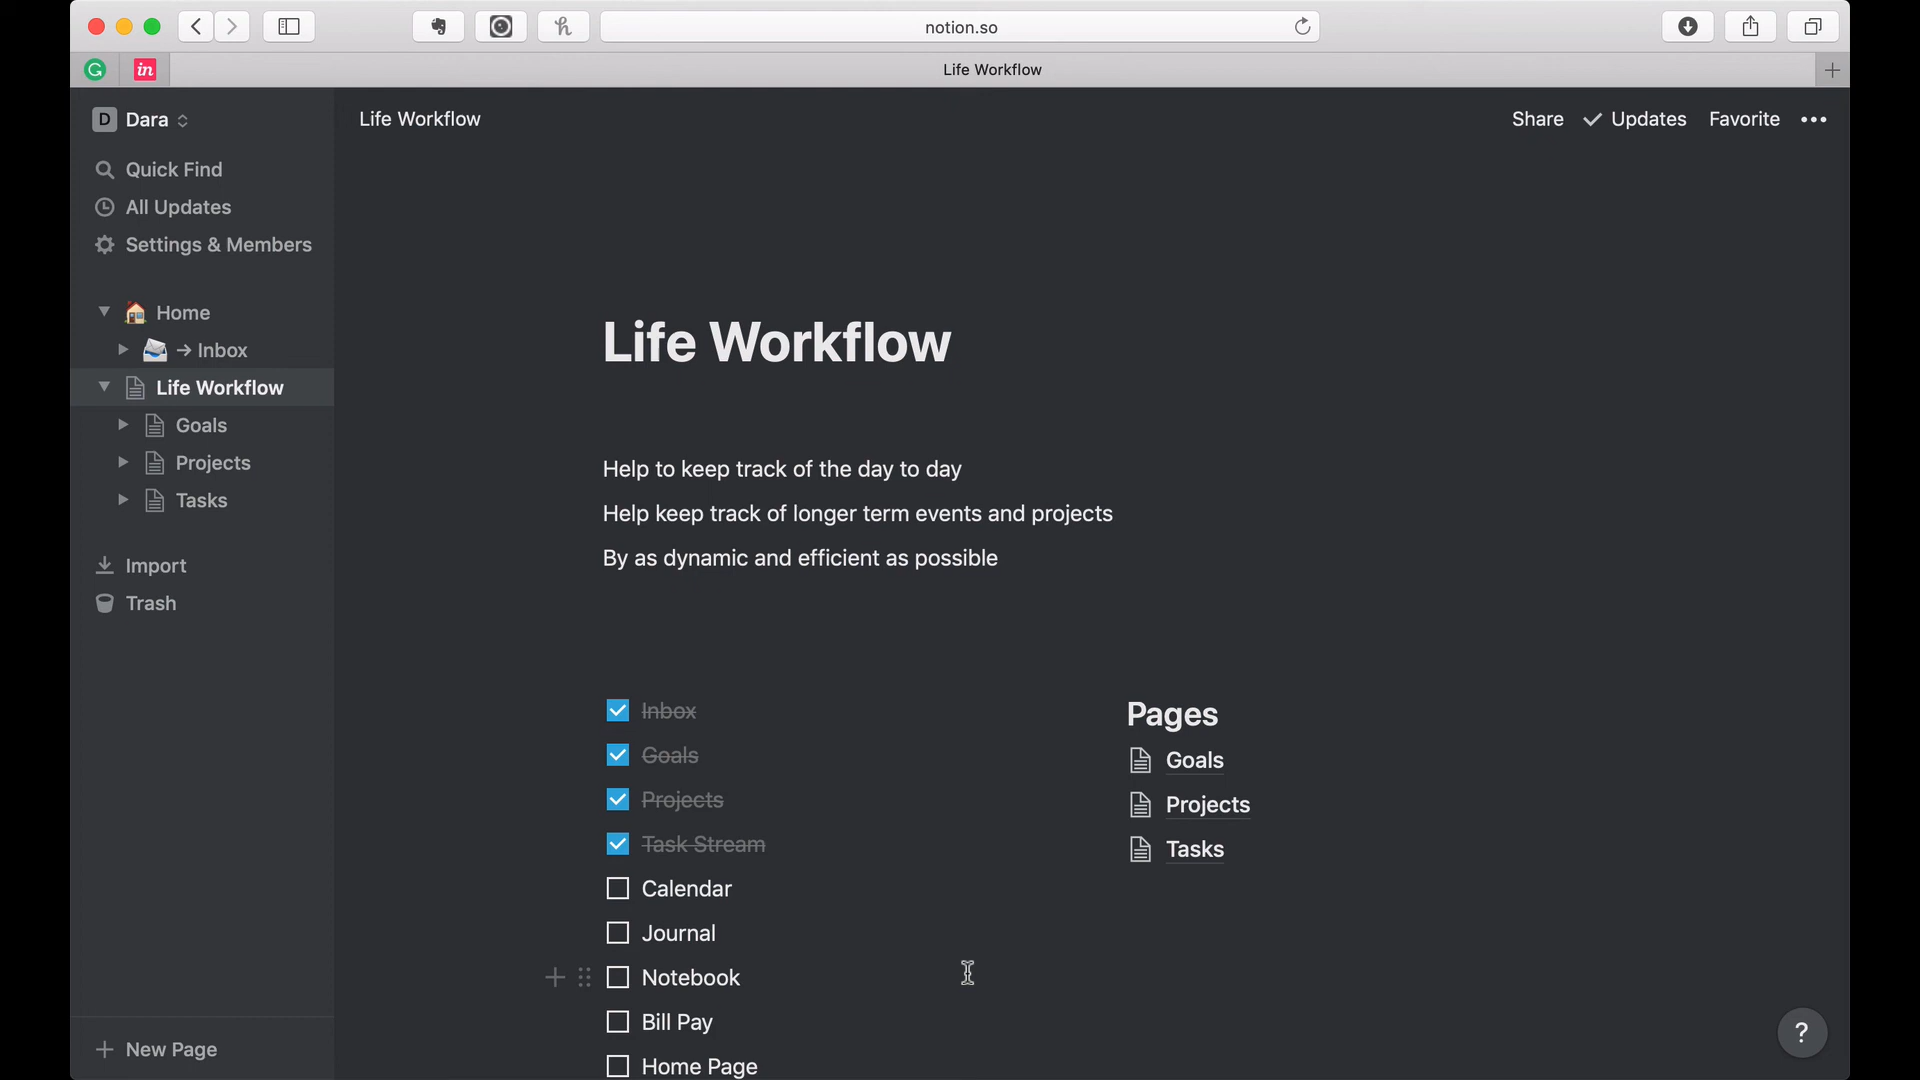 notion.so
G
in
Life Workflow
D Dara
Life Workflow
Share
Updates
Favorite
Quick Find
All Updates
Settings & Members
Home
→ Inbox
Life Workflow
Goals
Projects
Tasks
Import
Trash
New Page
Life Workflow
Help to keep track of the day to day
Help keep track of longer term events and projects
By as dynamic and efficient as possible
Inbox
Goals
Projects
Task Stream
Calendar
Journal
Notebook
Bill Pay
Home Page
Pages
Goals
Projects
Tasks
?